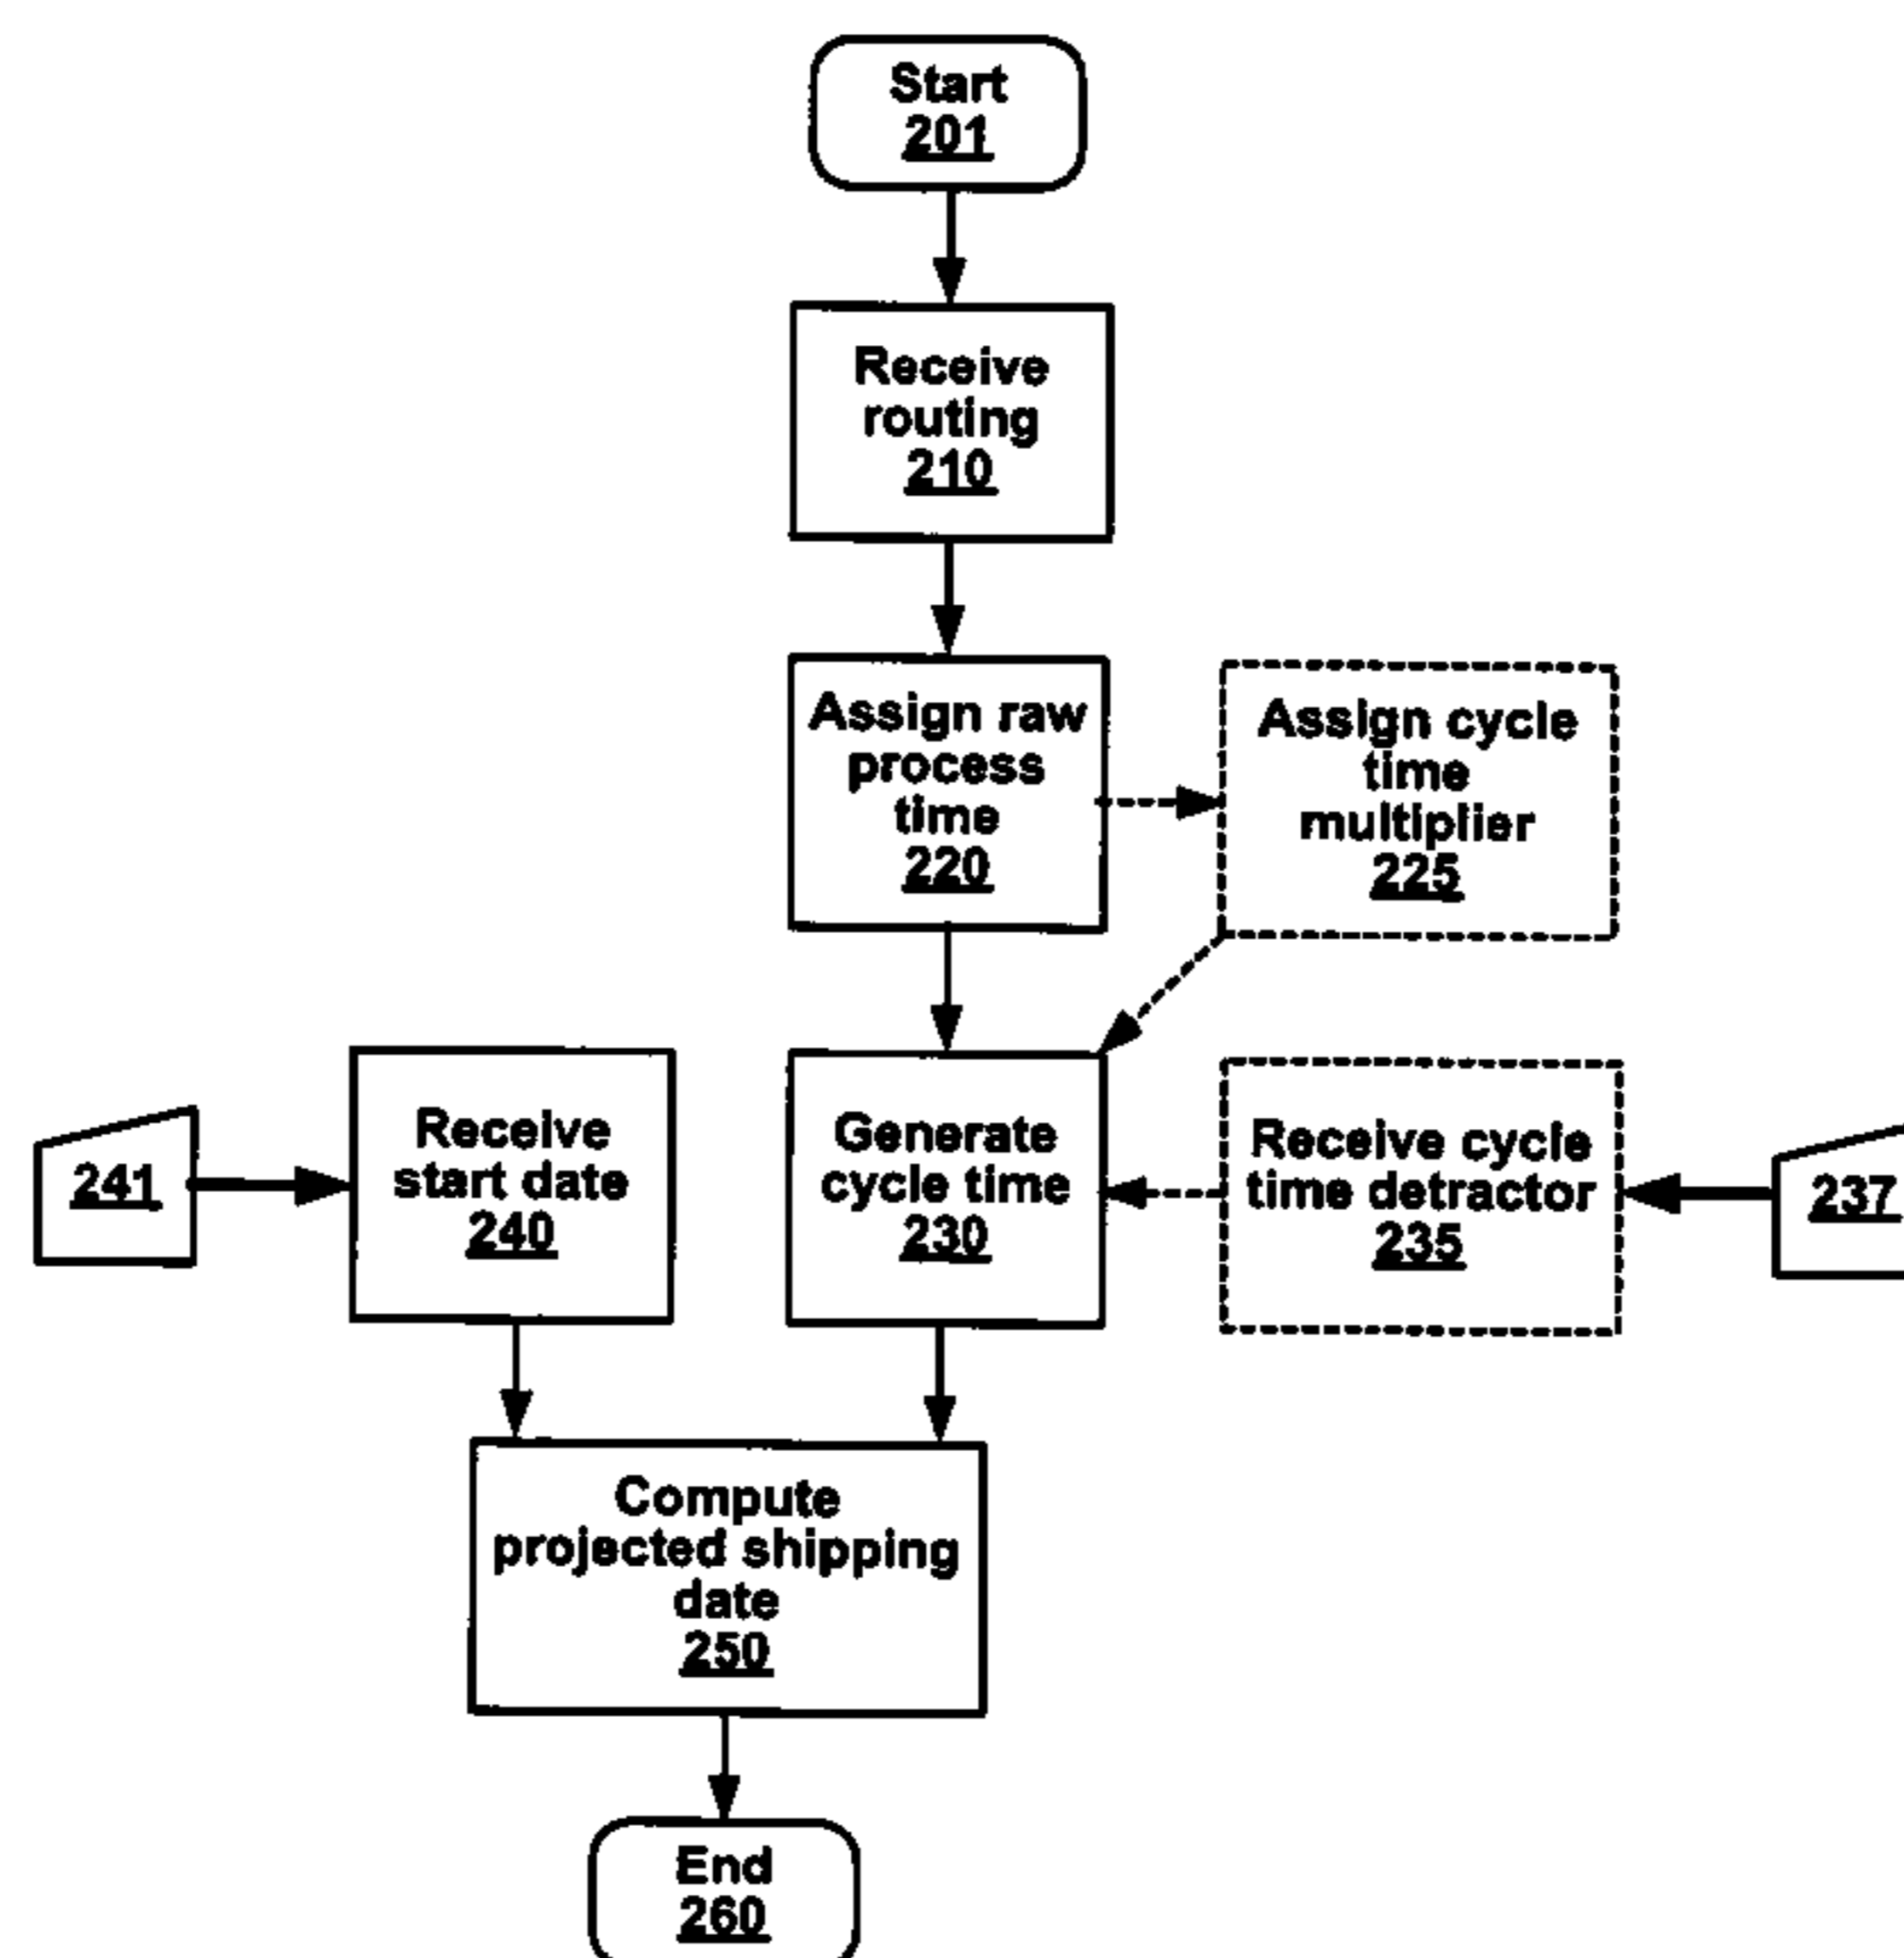 Start
201
Receive
routing
210
Assign raw
process
time
220
Assign cycle
time
multiplier
225
241
Receive
start date
240
Generate
cycle time
230
Receive cycle
time detractor
235
237
Compute
projected shipping
date
250
End
260